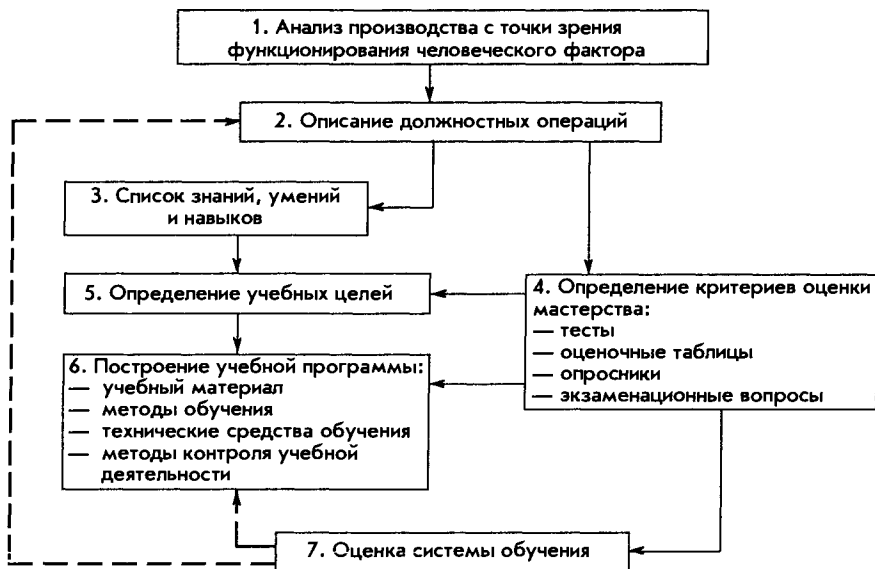 1. Анализ производства с точки зрения
функционирования человеческого фактора
2. Описание должностных операций
3. Список знаний, умений
и навыков
5. Определение учебных целей
4. Определение критериев оценки
мастерства:
— тесты
— оценочные таблицы
— опросники
— экзаменационные вопросы
6. Построение учебной программы:
— учебный материал
— методы обучения
— технические средства обучения
— методы контроля учебной
деятельности
7. Оценка системы обучения